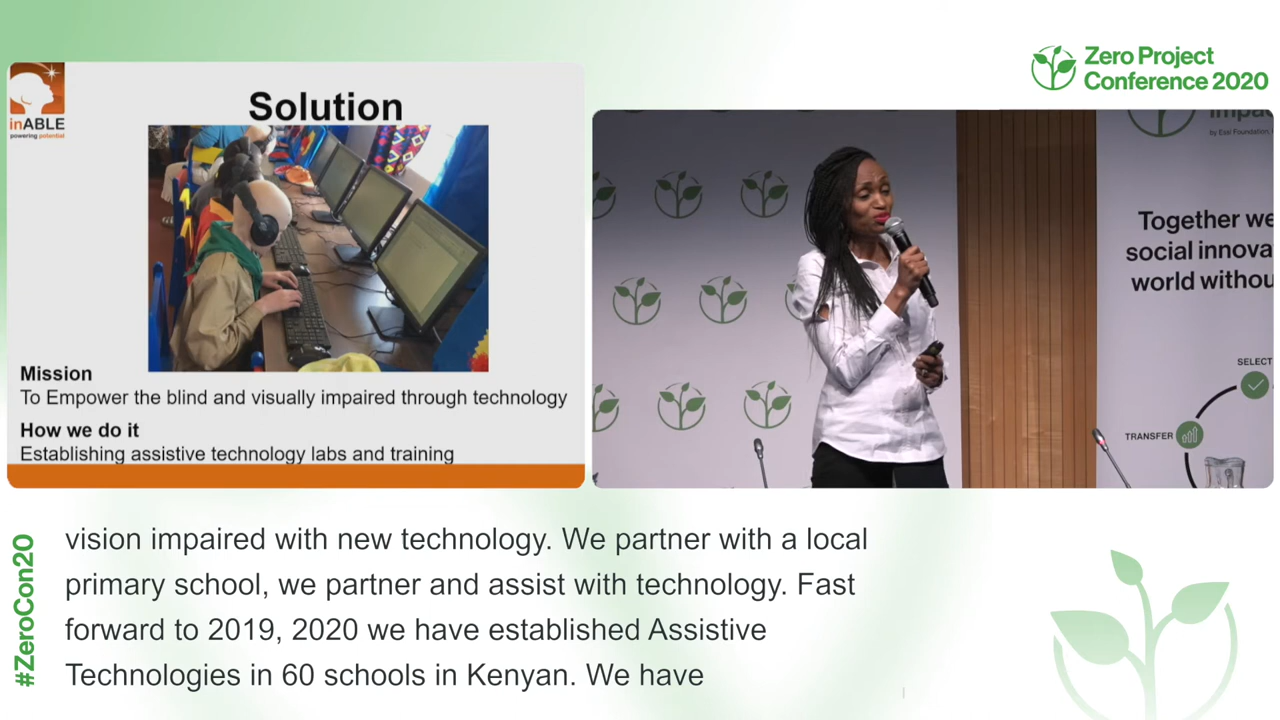 Zero Project
Conference 2020
inABLE
powering potential
Solution
Mission
To Empower the blind and visually impaired through technology
How we do it
Establishing assistive technology labs and training
by Essl Foundation,
Together we
social innova
world withou
SELECT
TRANSFER
#ZeroCon20
vision impaired with new technology. We partner with a local
primary school, we partner and assist with technology. Fast
forward to 2019, 2020 we have established Assistive
Technologies in 60 schools in Kenyan. We have